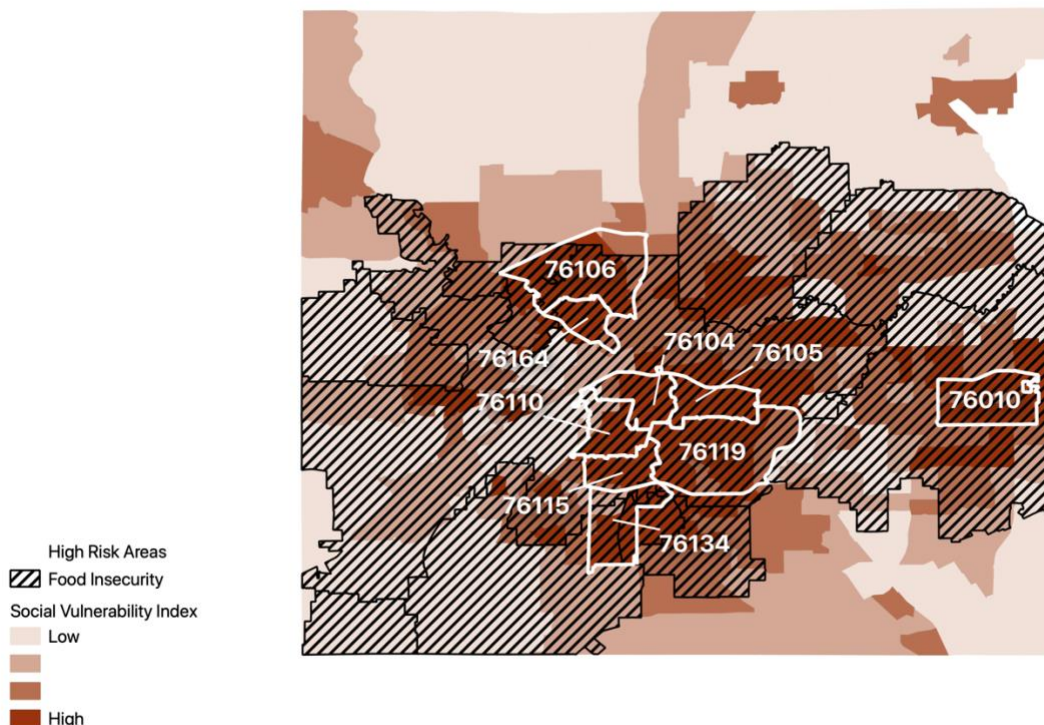 76106
76164
76104
76105
76110
76010
76119
76115
76134
High Risk Areas
Food Insecurity
Social Vulnerability Index
Low
High